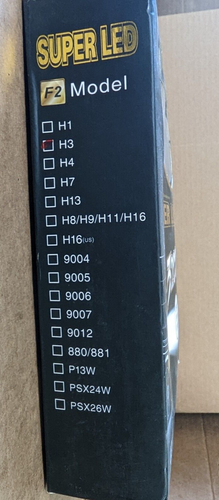 SUPER LED
F2 Model
H1
H3
H4
H7
H13
H8/H9/H11/H16
H16(US)
9004
9005
9006
9007
9012
880/881
P13W
PSX24W
PSX26W